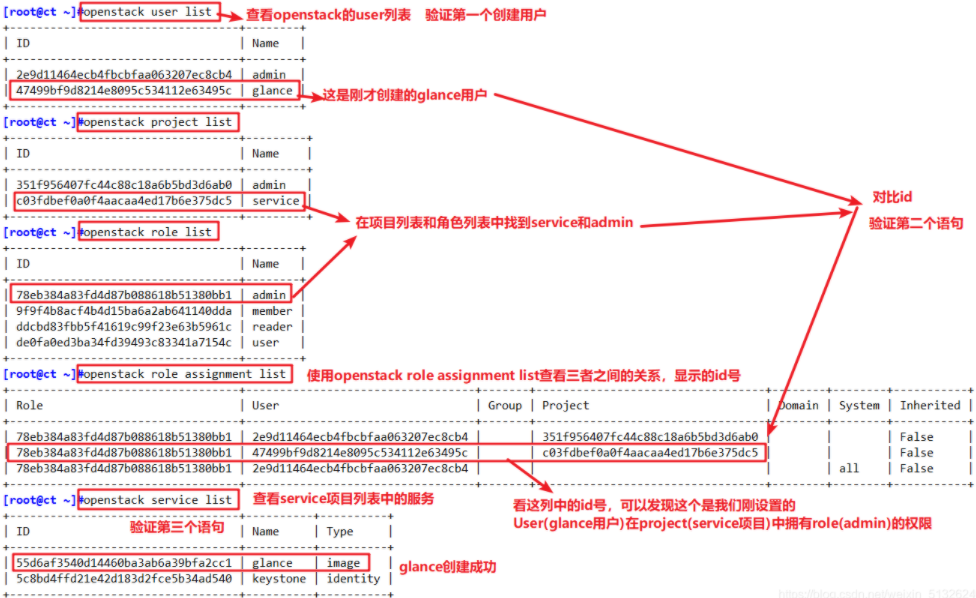 [root@ct ~]#openstack user list 查看openstack的user列表 验证第一个创建用户
| ID | Name |
| 2e9d11464ecb4fbcbfaa063207ec8cb4 | admin |
| 47499bf9d8214e8095c534112e63495c | glance | 这是刚才创建的glance用户
[root@ct ~]#openstack project list
| ID | Name |
| 351f956407fc44c88c18a6b5bd3d6ab0 | admin |
| c03fdbef0a0f4aacaa4ed17b6e375dc5 | service |
对比id
在项目列表和角色列表中找到service和admin
验证第二个语句
[root@ct ~]#openstack role list
| ID | Name |
| 78eb384a83fd4d87b088618b51380bb1 | admin |
| 9f9f4b8acf4b4d15ba6a2ab641140dda | member |
| ddcbd83fbb5f41619c99f23e63b5961c | reader |
| de0fa0ed3ba34fd39493c83341a7154c | user |
[root@ct ~]#openstack role assignment list 使用openstack role assignment list查看三者之间的关系，显示的id号
| Role | User | Group | Project | Domain | System | Inherited |
| 78eb384a83fd4d87b088618b51380bb1 | 2e9d11464ecb4fbcbfaa063207ec8cb4 | | 351f956407fc44c88c18a6b5bd3d6ab0 | | | False |
| 78eb384a83fd4d87b088618b51380bb1 | 47499bf9d8214e8095c534112e63495c | | c03fdbef0a0f4aacaa4ed17b6e375dc5 | | | False |
| 78eb384a83fd4d87b088618b51380bb1 | 2e9d11464ecb4fbcbfaa063207ec8cb4 | | | | all | False |
[root@ct ~]#openstack service list 查看service项目列表中的服务
看这列中的id号，可以发现这个是我们刚设置的
User(glance用户)在project(service项目)中拥有role(admin)的权限
验证第三个语句
| ID | Name | Type |
| 55d6af3540d14460ba3ab6a39bfa2cc1 | glance | image | glance创建成功
| 5c8bd4ffd21e42d183d2fce5b34ad540 | keystone | identity |